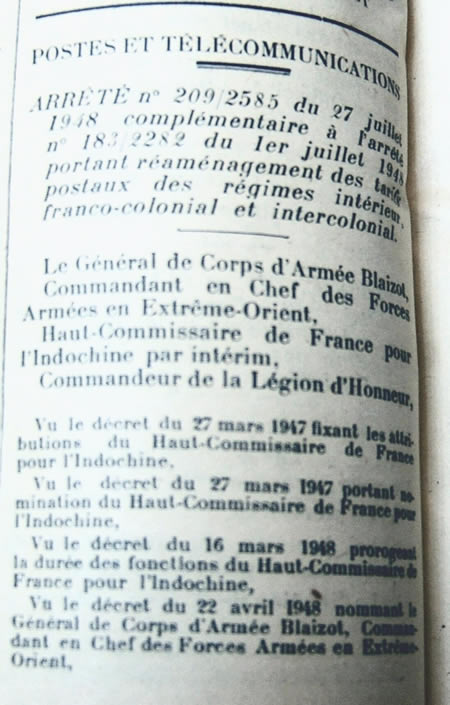 POSTES ET TÉLÉCOMMUNICATIONS
ARRÊTÉ n° 209/2585 du 27 juillet
1948 complémentaire à l'arrêté
n° 183/2282 du 1er juillet 1948
portant réaménagement des tarifs
postaux des régimes intérieur,
franco-colonial et intercolonial.
Le Général de Corps d'Armée Blaizot,
Commandant en Chef des Forces
Armées en Extrême-Orient,
Haut-Commissaire de France pour
l'Indochine par intérim,
Commandeur de la Légion d'Honneur,
Vu le décret du 27 mars 1947 fixant les attri-
butions du Haut-Commissaire de France
pour l'Indochine,
Vu le décret du 27 mars 1947 portant no-
mination du Haut-Commissaire de France pour
l'Indochine,
Vu le décret du 16 mars 1948 prorogeant
la durée des fonctions du Haut-Commissaire de
France pour l'Indochine,
Vu le décret du 22 avril 1948 nommant le
Général de Corps d'Armée Blaizot, Comman-
dant en Chef des Forces Armées en Extrême-
Orient,